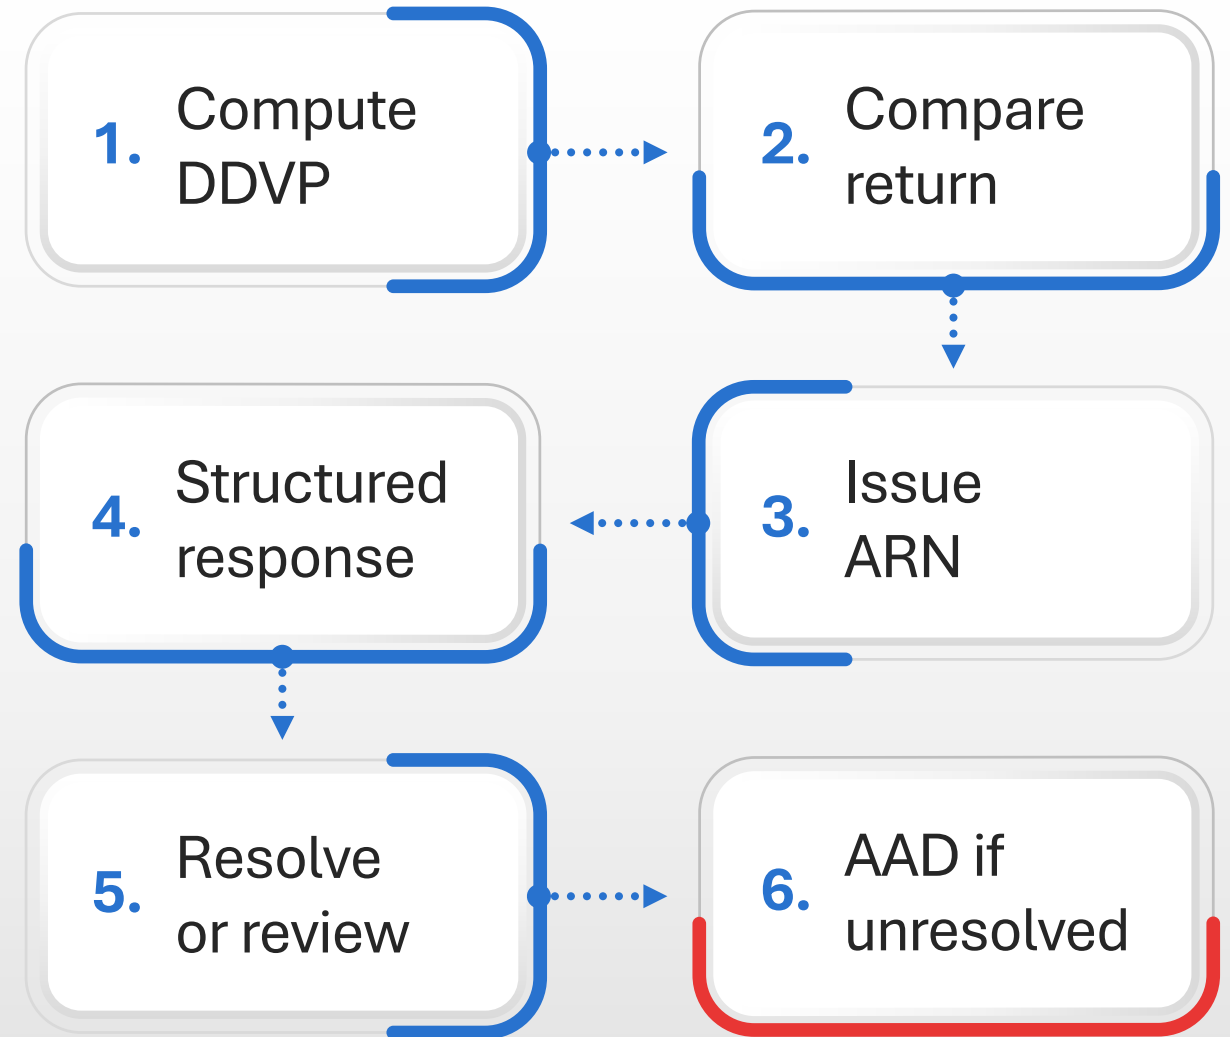 1. Compute
DDVP
2. Compare
return
3. Issue
ARN
4. Structured
response
5. Resolve
or review
6. AAD if
unresolved